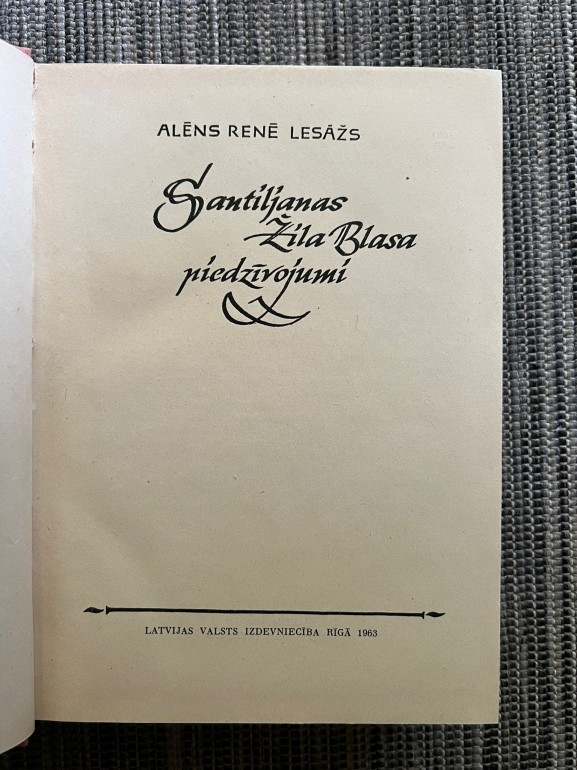 ALĒNS RENĒ LESĀŽS
Santiljanas
Žila Blasa
piedzīvojumi
LATVIJAS VALSTS IZDEVNIECĪBA RĪGĀ 1963